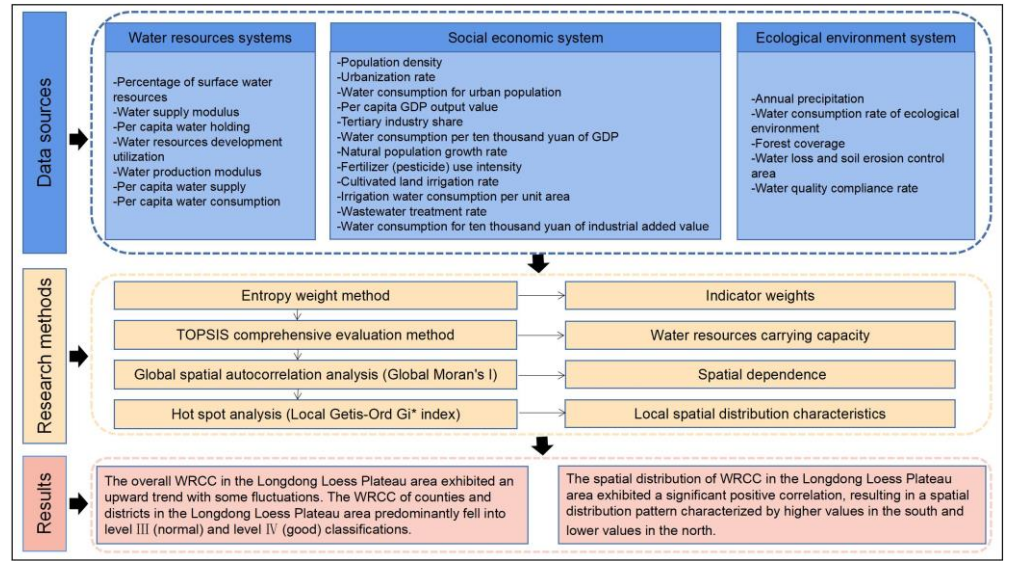 Data sources
Water resources systems
-Percentage of surface water
resources
-Water supply modulus
-Per capita water holding
-Water resources development
utilization
-Water production modulus
-Per capita water supply
-Per capita water consumption
Social economic system
-Population density
-Urbanization rate
-Water consumption for urban population
-Per capita GDP output value
-Tertiary industry share
-Water consumption per ten thousand yuan of GDP
-Natural population growth rate
-Fertilizer (pesticide) use intensity
-Cultivated land irrigation rate
-Irrigation water consumption per unit area
-Wastewater treatment rate
-Water consumption for ten thousand yuan of industrial added value
Ecological environment system
-Annual precipitation
-Water consumption rate of ecological
environment
-Forest coverage
-Water loss and soil erosion control
area
-Water quality compliance rate
Research methods
Entropy weight method
Indicator weights
TOPSIS comprehensive evaluation method
Water resources carrying capacity
Global spatial autocorrelation analysis (Global Moran's I)
Spatial dependence
Hot spot analysis (Local Getis-Ord Gi* index)
Local spatial distribution characteristics
Results
The overall WRCC in the Longdong Loess Plateau area exhibited an
upward trend with some fluctuations. The WRCC of counties and
districts in the Longdong Loess Plateau area predominantly fell into
level Ⅲ (normal) and level Ⅳ (good) classifications.
The spatial distribution of WRCC in the Longdong Loess Plateau
area exhibited a significant positive correlation, resulting in a spatial
distribution pattern characterized by higher values in the south and
lower values in the north.